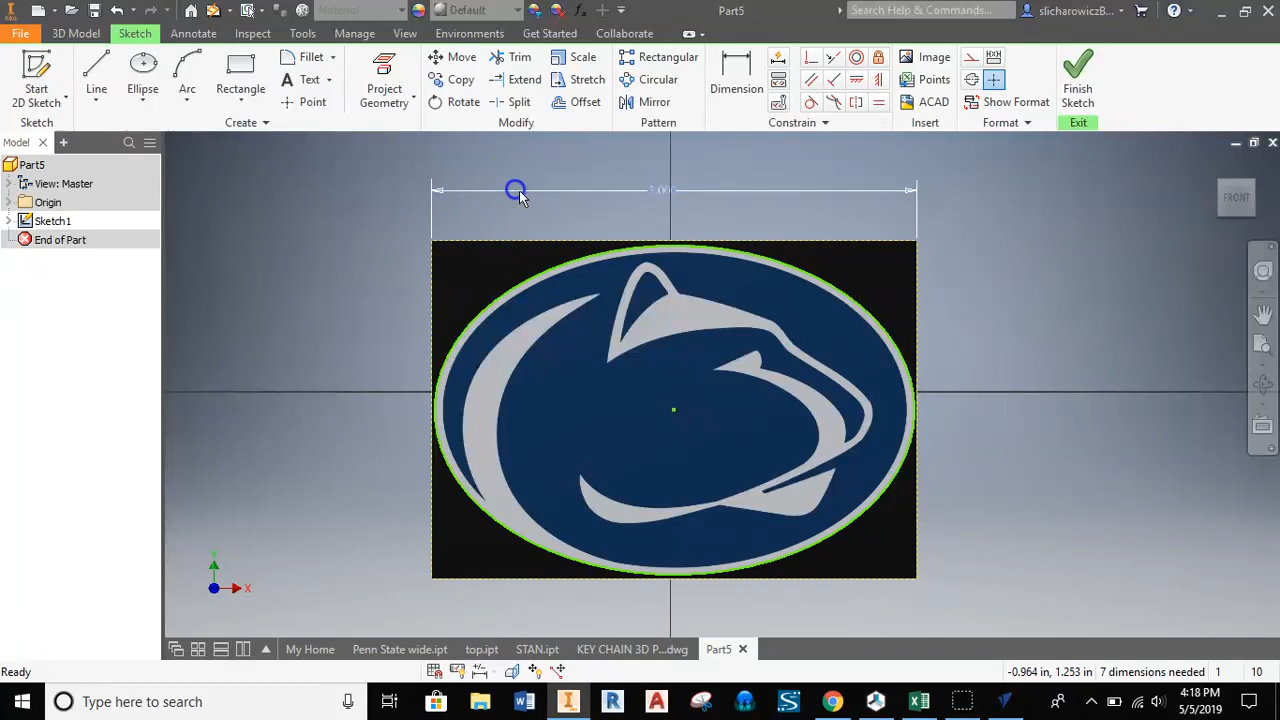 Material Default Part5 Search Help & Commands... slicharowiczB...
File 3D Model Sketch Annotate Inspect Tools Manage View Environments Get Started Collaborate
Start 2D Sketch
Sketch
Line Ellipse Arc Rectangle
Fillet
Text
Point
Create
Project Geometry
Move Trim Scale
Copy Extend Stretch
Rotate Split Offset
Modify
Rectangular
Circular
Mirror
Pattern
Dimension
Constrain
Image
Points
ACAD
Insert
Show Format
Format
Finish Sketch
Exit
Model
Part5
View: Master
Origin
Sketch1
End of Part
1.000
FRONT
Y
X
My Home Penn State wide.ipt top.ipt STAN.ipt KEY CHAIN 3D P...dwg Part5
Ready -0.964 in, 1.253 in 7 dimensions needed 1 10
Type here to search
4:18 PM
5/5/2019